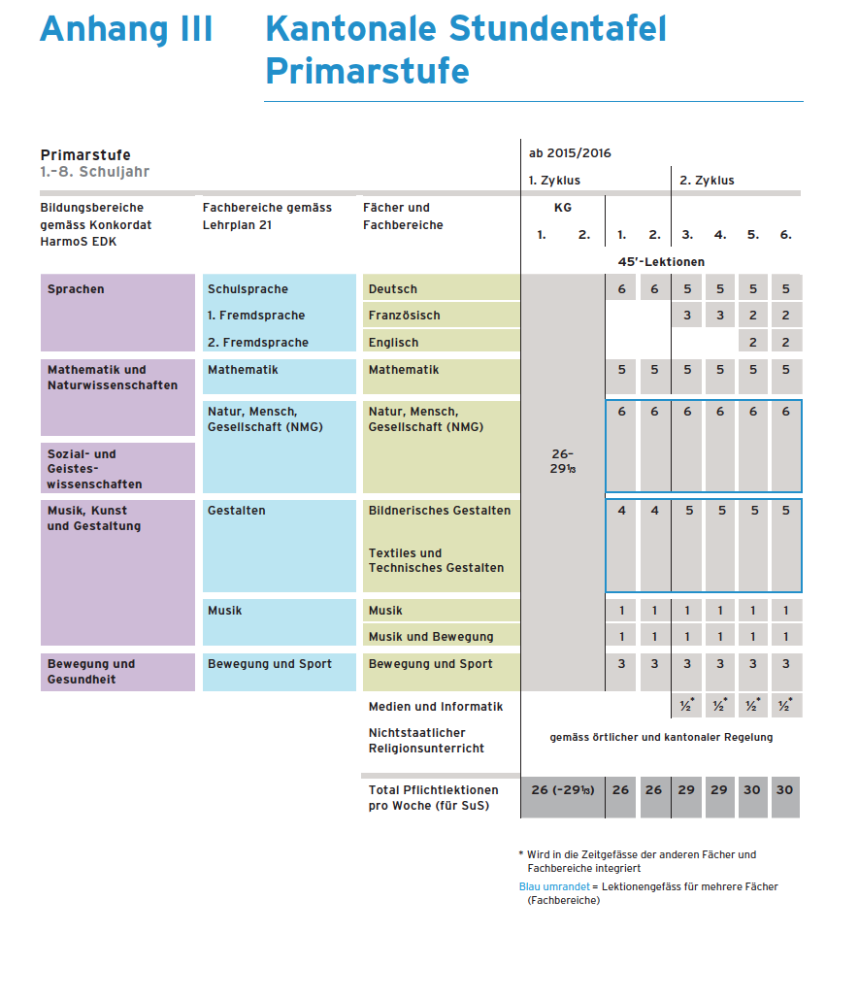 Anhang III Kantonale Stundentafel
Primarstufe
Primarstufe
1.–8. Schuljahr
ab 2015/2016
1. Zyklus 2. Zyklus
Bildungsbereiche
gemäss Konkordat
HarmoS EDK
Fachbereiche gemäss
Lehrplan 21
Fächer und
Fachbereiche
KG
1. 2. 1. 2. 3. 4. 5. 6.
45′-Lektionen
Sprachen Schulsprache Deutsch 6 6 5 5 5 5
1. Fremdsprache Französisch 3 3 2 2
2. Fremdsprache Englisch 2 2
Mathematik und
Naturwissenschaften
Mathematik Mathematik 5 5 5 5 5 5
Natur, Mensch,
Gesellschaft (NMG)
Natur, Mensch,
Gesellschaft (NMG)
6 6 6 6 6 6
Sozial- und
Geistes-
wissenschaften
26–
29⅓
Musik, Kunst
und Gestaltung
Gestalten Bildnerisches Gestalten 4 4 5 5 5 5
Textiles und
Technisches Gestalten
Musik Musik 1 1 1 1 1 1
Musik und Bewegung 1 1 1 1 1 1
Bewegung und
Gesundheit
Bewegung und Sport Bewegung und Sport 3 3 3 3 3 3
Medien und Informatik ½* ½* ½* ½*
Nichtstaatlicher
Religionsunterricht
gemäss örtlicher und kantonaler Regelung
Total Pflichtlektionen
pro Woche (für SuS)
26 (–29⅓) 26 26 29 29 30 30
* Wird in die Zeitgefässe der anderen Fächer und
Fachbereiche integriert
Blau umrandet = Lektionengefäss für mehrere Fächer
(Fachbereiche)